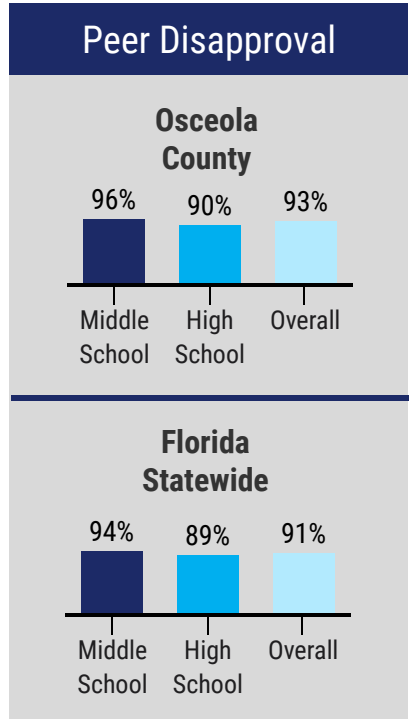 Peer Disapproval
Osceola
County
96%
90%
93%
Middle
School
High
School
Overall
Florida
Statewide
94%
89%
91%
Middle
School
High
School
Overall